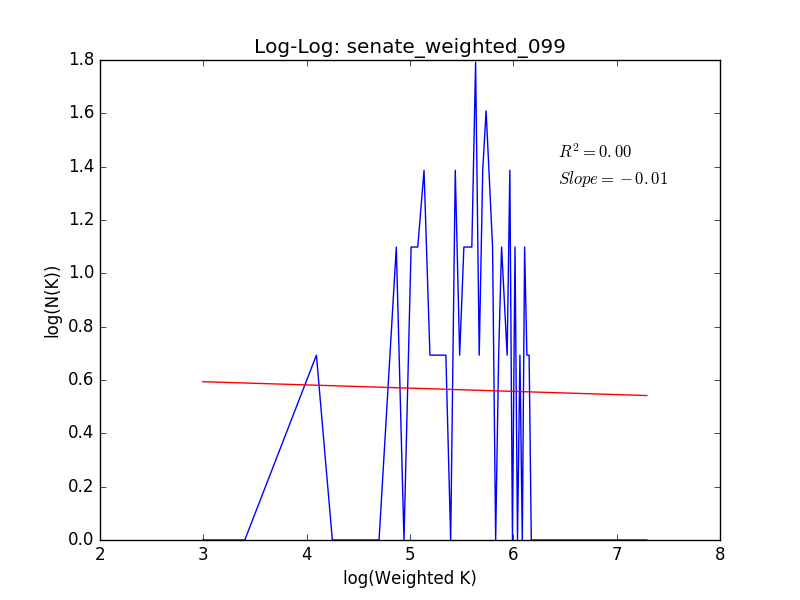 Log-Log: senate_weighted_099
1.8
1.6
1.4
1.2
1.0
0.8
0.6
0.4
0.2
0.0
log(N(K))
R² = 0.00
Slope = −0.01
2 3 4 5 6 7 8
log(Weighted K)